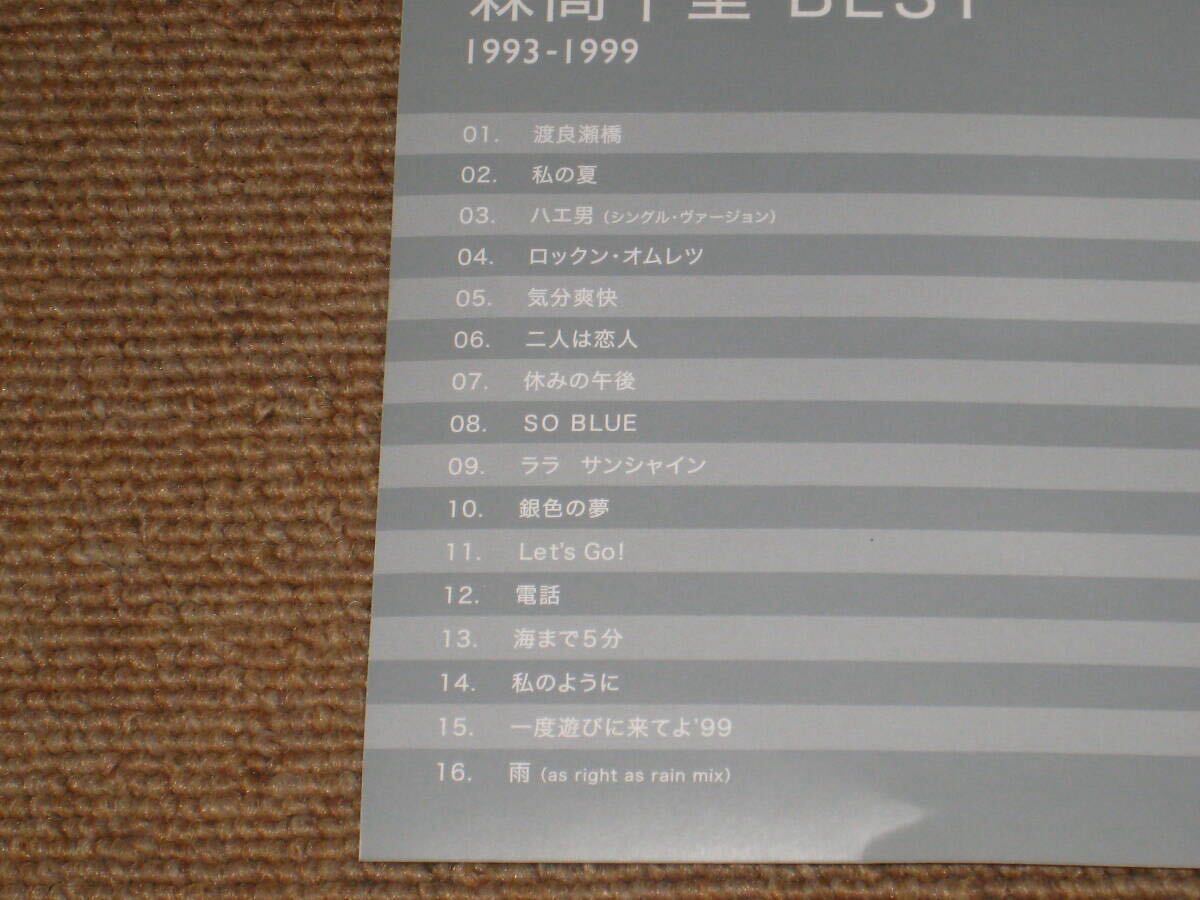 森高千里 BEST
1993-1999
01. 渡良瀬橋
02. 私の夏
03. ハエ男 (シングル・ヴァージョン)
04. ロックン・オムレツ
05. 気分爽快
06. 二人は恋人
07. 休みの午後
08. SO BLUE
09. ララ サンシャイン
10. 銀色の夢
11. Let's Go!
12. 電話
13. 海まで5分
14. 私のように
15. 一度遊びに来てよ'99
16. 雨 (as right as rain mix)